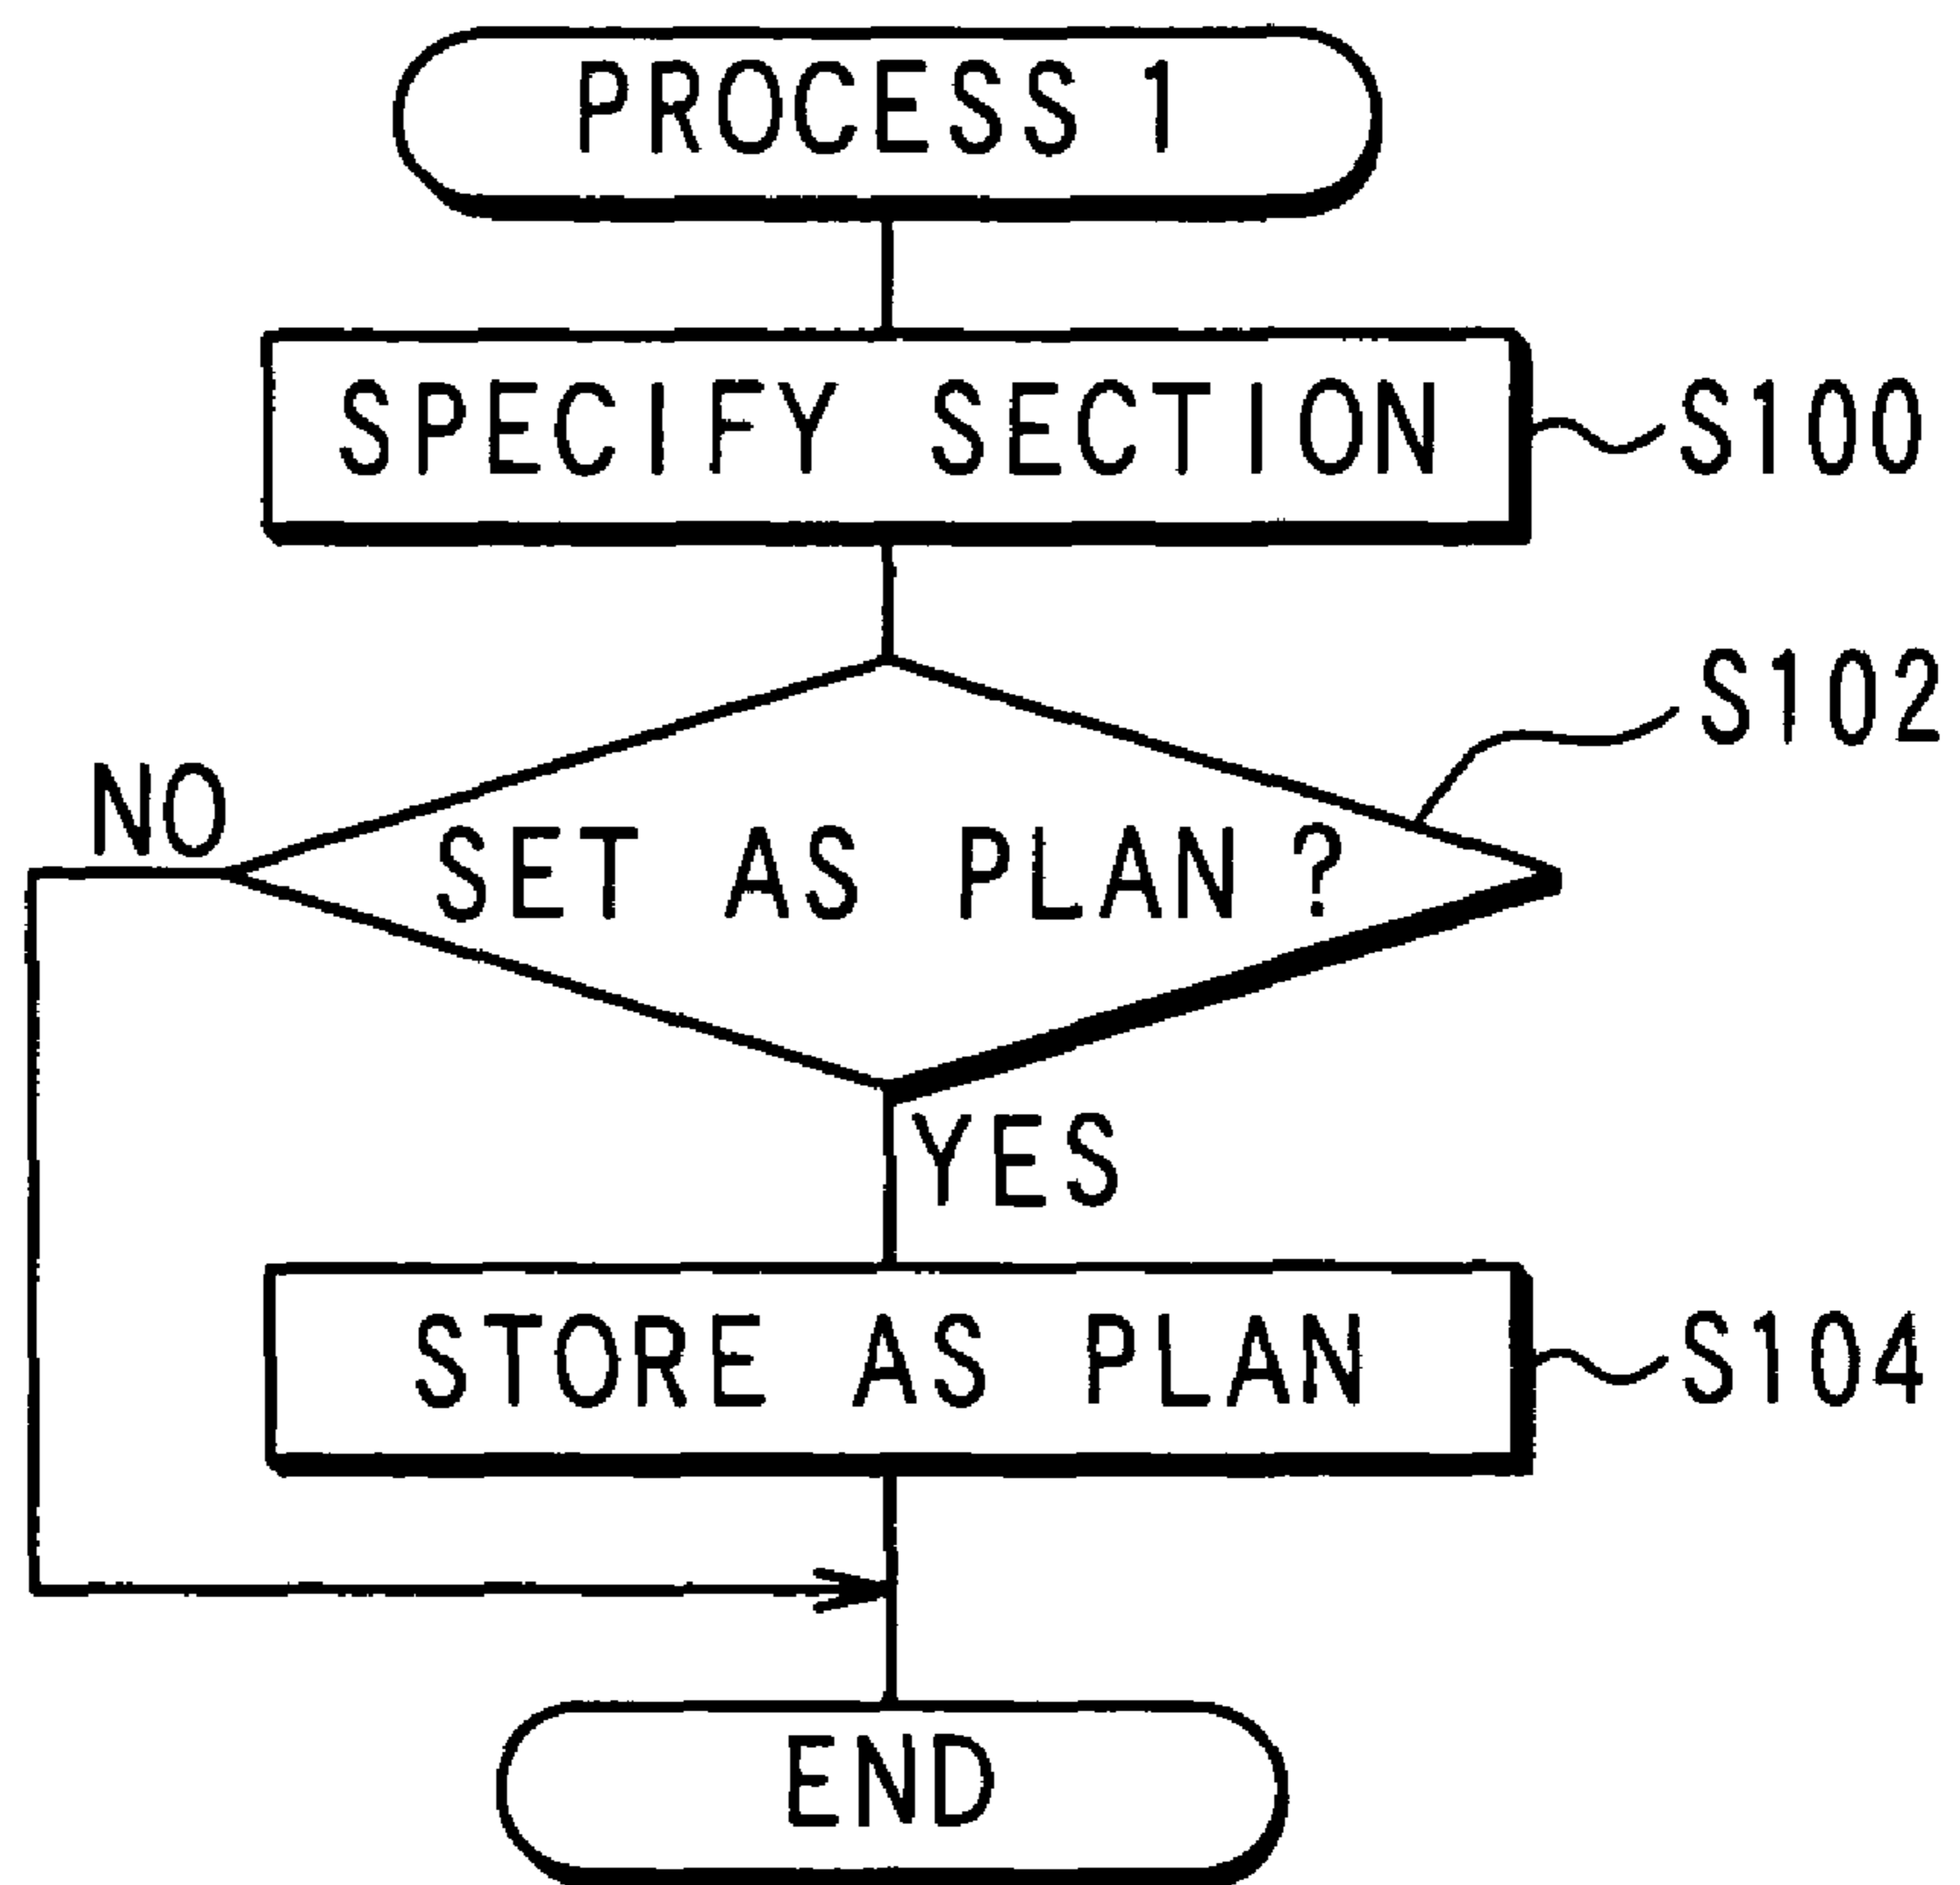 PROCESS 1
SPECIFY SECTION
S100
S102
NO
SET AS PLAN?
YES
STORE AS PLAN
S104
END